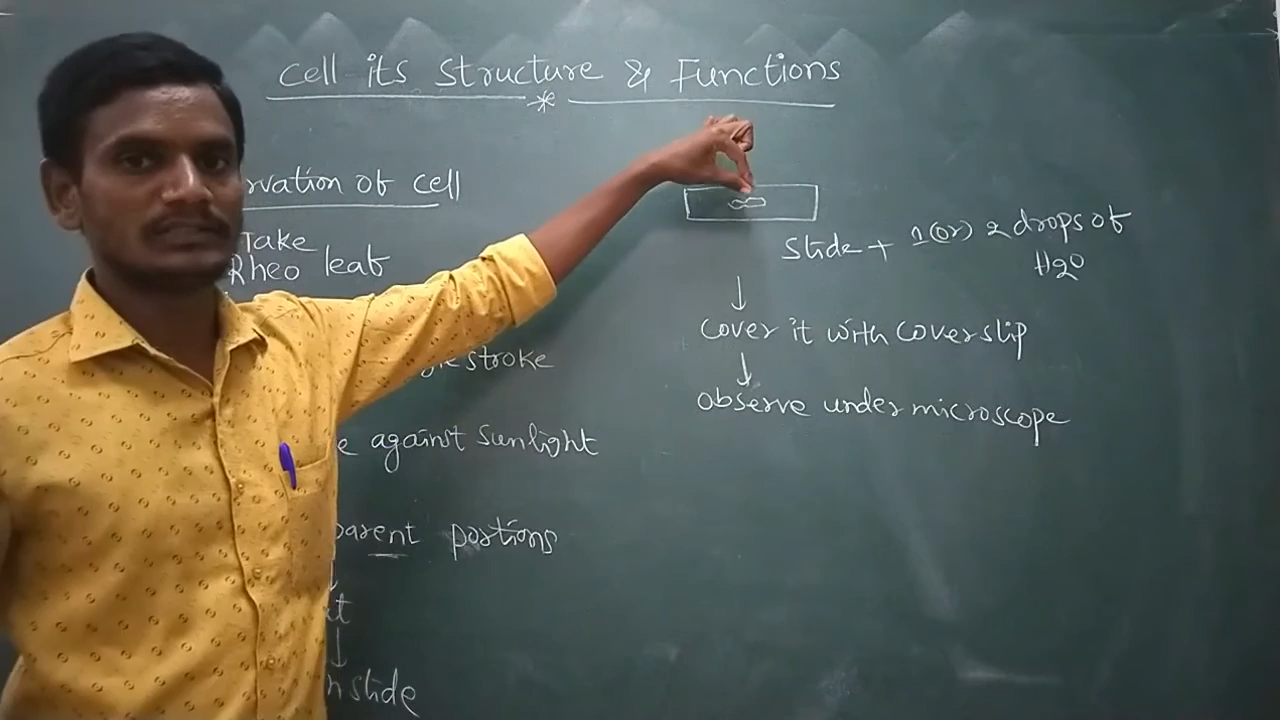 Cell its Structure & Functions
rvation of cell
Take
Rheo leaf
stroke
against Sunlight
parent portions
slide
Slide + 1(or) 2 drops of
H2O
cover it with coverslip
observe under microscope